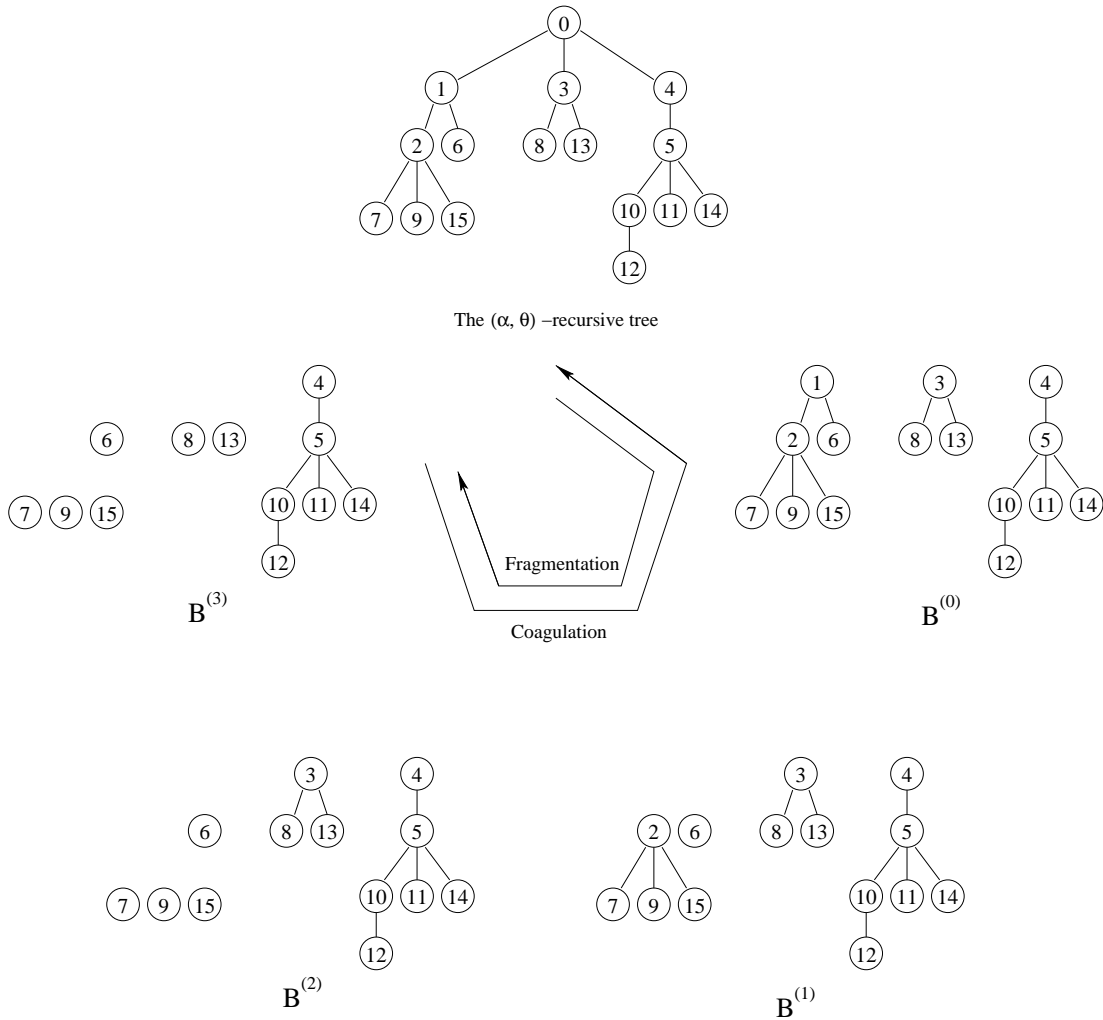 0
1 3 4
2 6 8 13 5
7 9 15 10 11 14
12
The (α, θ) –recursive tree
4
6 8 13 5
7 9 15 10 11 14
12
B^(3)
1 3 4
2 6 8 13 5
7 9 15 10 11 14
12
B^(0)
Fragmentation
Coagulation
3 4
6 8 13 5
7 9 15 10 11 14
12
B^(2)
3 4
2 6 8 13 5
7 9 15 10 11 14
12
B^(1)